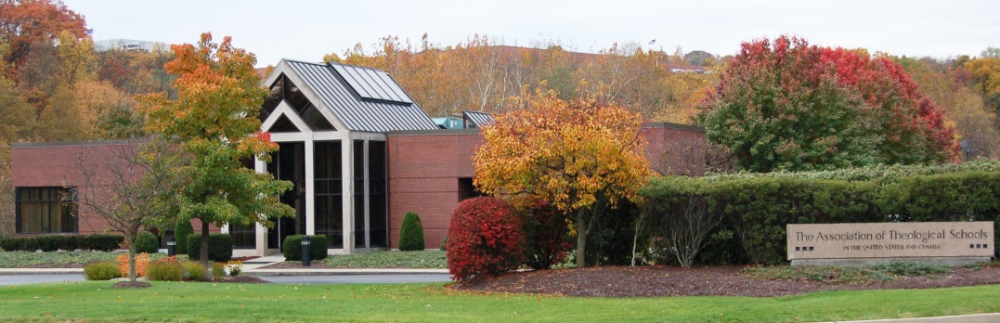 The Association of Theological Schools
IN THE UNITED STATES AND CANADA